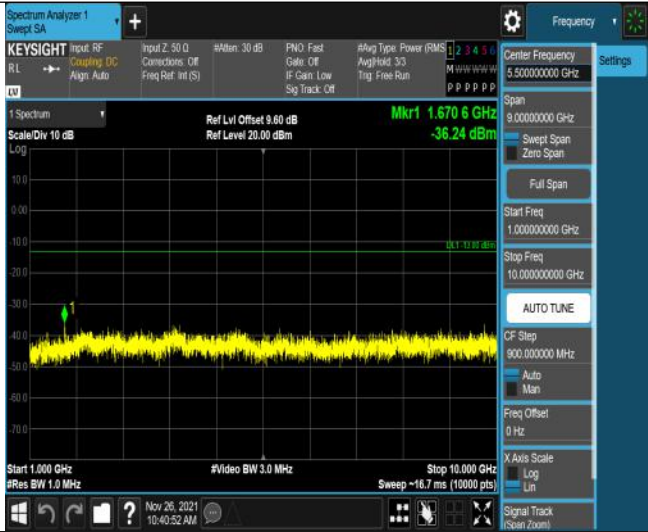 Spectrum Analyzer 1
Swept SA
Frequency
KEYSIGHT
RL
Input: RF
Coupling: DC
Align: Auto
Input Z: 50 Ω
Corrections: Off
Freq Ref: Int (S)
#Atten: 30 dB
PNO: Fast
Gate: Off
IF Gain: Low
Sig Track: Off
#Avg Type: Power (RMS
Avg|Hold: 3/3
Trig: Free Run
1 2 3 4 5 6
M W W W W W
P P P P P P
LV
1 Spectrum
Scale/Div 10 dB
Log
Ref Lvl Offset 9.60 dB
Ref Level 20.00 dBm
Mkr1 1.670 6 GHz
-36.24 dBm
10.0
0.00
-10.0
DL1 -13.00 dBm
-20.0
-30.0
1
-40.0
-50.0
-60.0
-70.0
Start 1.000 GHz
#Res BW 1.0 MHz
#Video BW 3.0 MHz
Stop 10.000 GHz
Sweep ~16.7 ms (10000 pts)
Nov 26, 2021
10:40:52 AM
Center Frequency
5.500000000 GHz
Settings
Span
9.00000000 GHz
Swept Span
Zero Span
Full Span
Start Freq
1.000000000 GHz
Stop Freq
10.000000000 GHz
AUTO TUNE
CF Step
900.000000 MHz
Auto
Man
Freq Offset
0 Hz
X Axis Scale
Log
Lin
Signal Track
(Span Zoom)